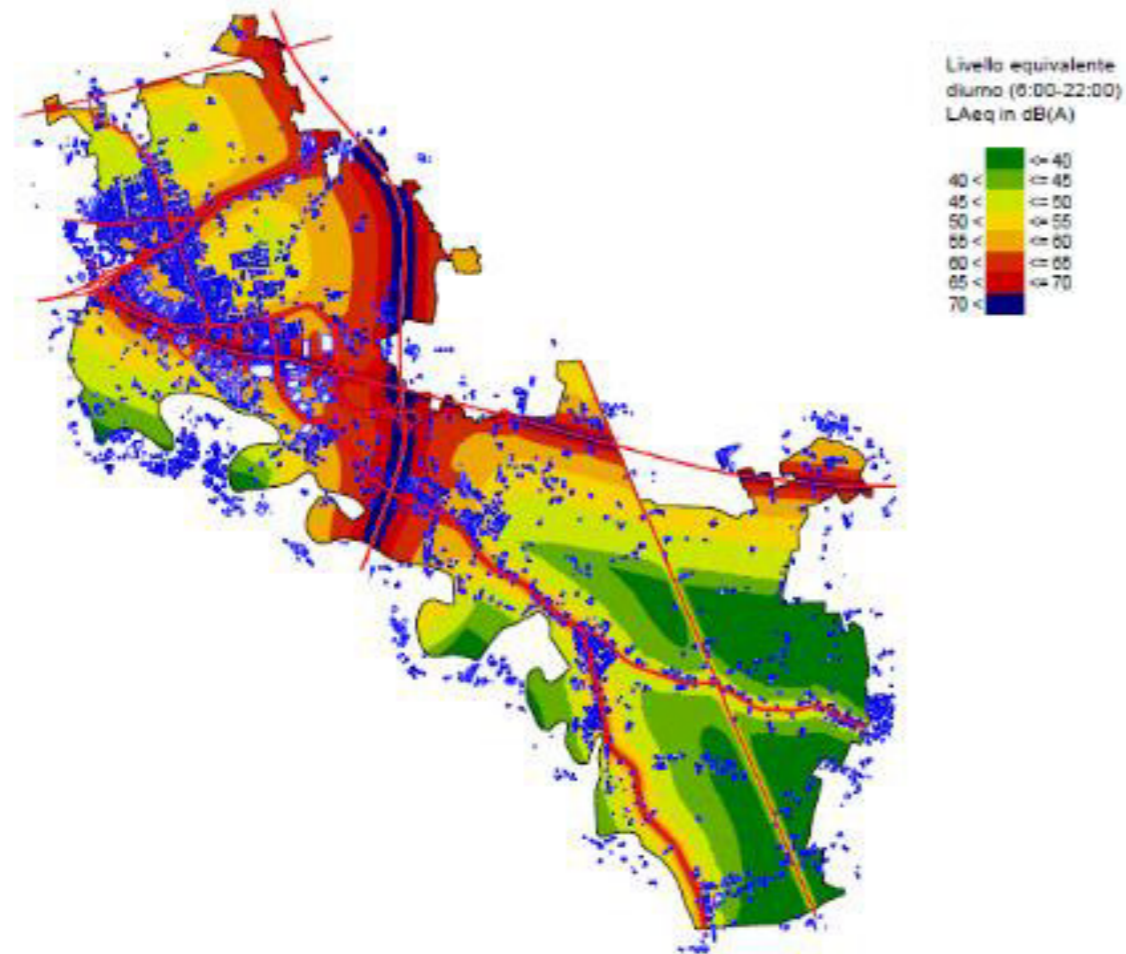 Livello equivalente
diurno (6:00-22:00)
LAeq in dB(A)
<= 40
40 < <= 45
45 < <= 50
50 < <= 55
55 < <= 60
60 < <= 65
65 < <= 70
70 <